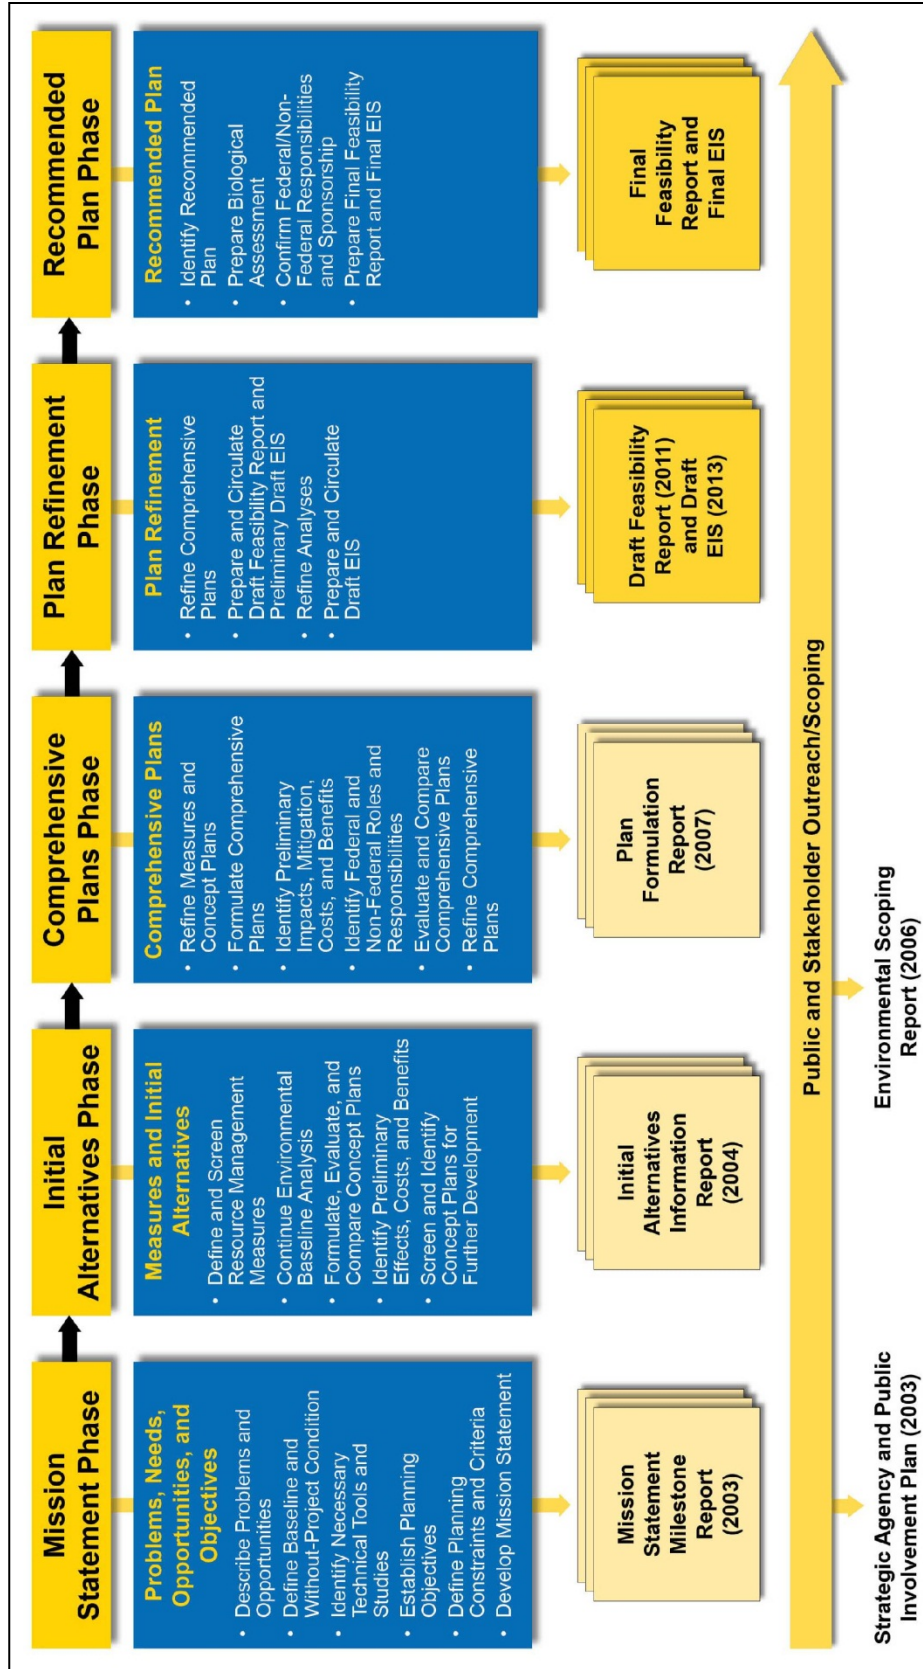 Mission
Statement Phase
Initial
Alternatives Phase
Comprehensive
Plans Phase
Plan Refinement
Phase
Recommended
Plan Phase
Problems, Needs,
Opportunities, and
Objectives
• Describe Problems and
Opportunities
• Define Baseline and
Without-Project Condition
• Identify Necessary
Technical Tools and
Studies
• Establish Planning
Objectives
• Define Planning
Constraints and Criteria
• Develop Mission Statement
Measures and Initial
Alternatives
• Define and Screen
Resource Management
Measures
• Continue Environmental
Baseline Analysis
• Formulate, Evaluate, and
Compare Concept Plans
• Identify Preliminary
Effects, Costs, and Benefits
• Screen and Identify
Concept Plans for
Further Development
Comprehensive Plans
• Refine Measures and
Concept Plans
• Formulate Comprehensive
Plans
• Identify Preliminary
Impacts, Mitigation,
Costs, and Benefits
• Identify Federal and
Non-Federal Roles and
Responsibilities
• Evaluate and Compare
Comprehensive Plans
• Refine Comprehensive
Plans
Plan Refinement
• Refine Comprehensive
Plans
• Prepare and Circulate
Draft Feasibility Report and
Preliminary Draft EIS
• Refine Analyses
• Prepare and Circulate
Draft EIS
Recommended Plan
• Identify Recommended
Plan
• Prepare Biological
Assessment
• Confirm Federal/Non-
Federal Responsibilities
and Sponsorship
• Prepare Final Feasibility
Report and Final EIS
Mission
Statement
Milestone
Report
(2003)
Initial
Alternatives
Information
Report
(2004)
Plan
Formulation
Report
(2007)
Draft Feasibility
Report (2011)
and Draft
EIS (2013)
Final
Feasibility
Report and
Final EIS
Public and Stakeholder Outreach/Scoping
Strategic Agency and Public
Involvement Plan (2003)
Environmental Scoping
Report (2006)